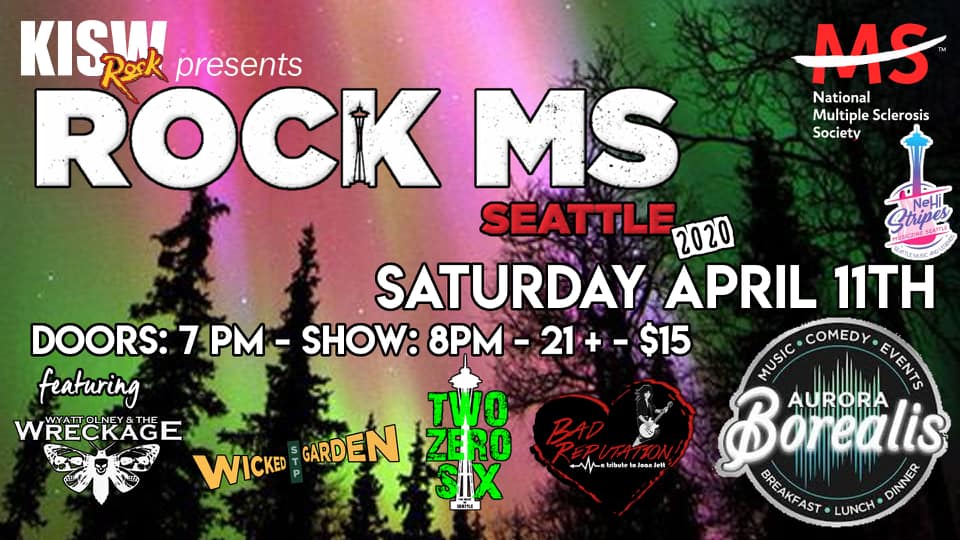 KISW
Rock presents
ROCK MS
SEATTLE
2020
MS
National
Multiple Sclerosis
Society
NeHi
Stripes
SATURDAY APRIL 11TH
DOORS: 7 PM - SHOW: 8PM - 21 + - $15
featuring
WYATT OLNEY & THE
WRECKAGE
WICKED STP GARDEN
TWO
ZERO
SIX
SEATTLE
BAD
REPUTATION!
a tribute to Joan Jett
MUSIC • COMEDY • EVENTS
AURORA
Borealis
BREAKFAST • LUNCH • DINNER